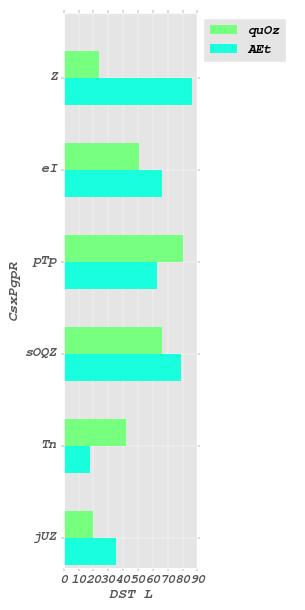 quOz
AEt
Z
eI
pTp
sOQZ
Tn
jUZ
CsxPgpR
0 10 20 30 40 50 60 70 80 90
DST L